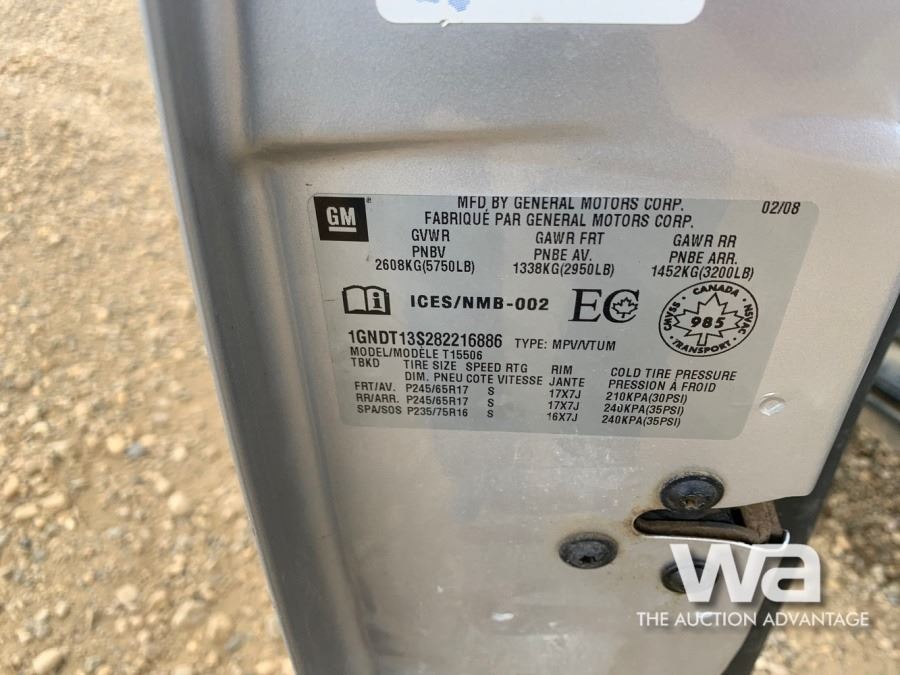 GM
MFD BY GENERAL MOTORS CORP. 02/08
FABRIQUÉ PAR GENERAL MOTORS CORP.
GVWR GAWR FRT GAWR RR
PNBV PNBE AV. PNBE ARR.
2608KG(5750LB) 1338KG(2950LB) 1452KG(3200LB)
ICES/NMB-002 EC
CANADA
CMVSS 985 NSVAC
TRANSPORT
1GNDT13S282216886 TYPE: MPV/VTUM
MODEL/MODÈLE T15506
TBKD TIRE SIZE SPEED RTG RIM COLD TIRE PRESSURE
DIM. PNEU COTE VITESSE JANTE PRESSION À FROID
FRT/AV. P245/65R17 S 17X7J 210KPA(30PSI)
RR/ARR. P245/65R17 S 17X7J 240KPA(35PSI)
SPA/SOS P235/75R16 S 16X7J 240KPA(35PSI)
wa
THE AUCTION ADVANTAGE